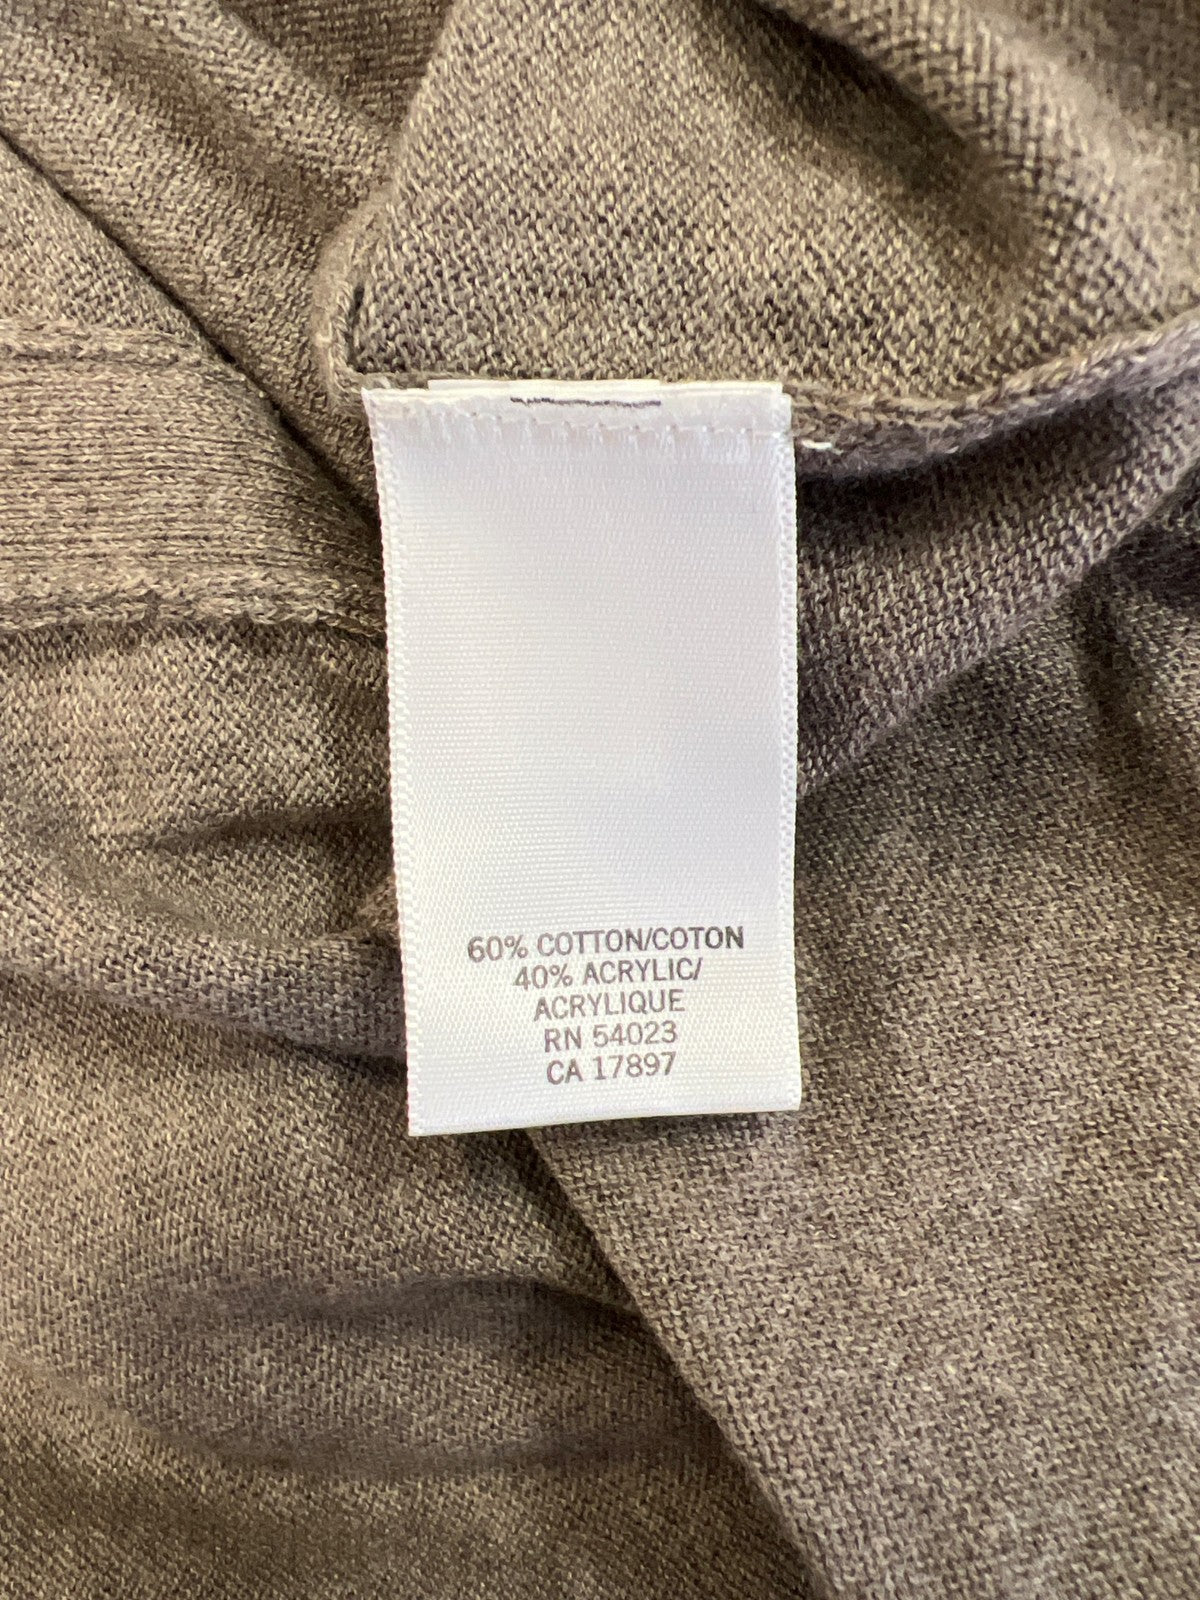 60% COTTON/COTON
40% ACRYLIC/
ACRYLIQUE
RN 54023
CA 17897